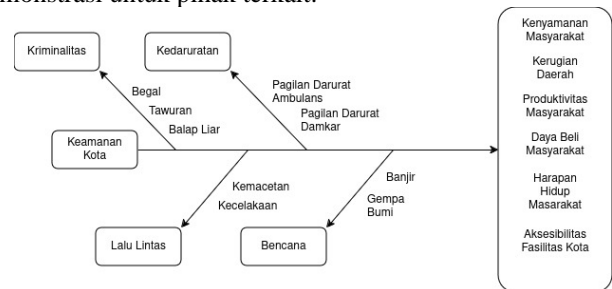 monstrasi untuk pihak terkait.
Kriminalitas
Kedaruratan
Begal
Tawuran
Balap Liar
Pagilan Darurat
Ambulans
Pagilan Darurat
Damkar
Keamanan
Kota
Kemacetan
Kecelakaan
Banjir
Gempa
Bumi
Lalu Lintas
Bencana
Kenyamanan
Masyarakat
Kerugian
Daerah
Produktivitas
Masyarakat
Daya Beli
Masyarakat
Harapan
Hidup
Masarakat
Aksesibilitas
Fasilitas Kota